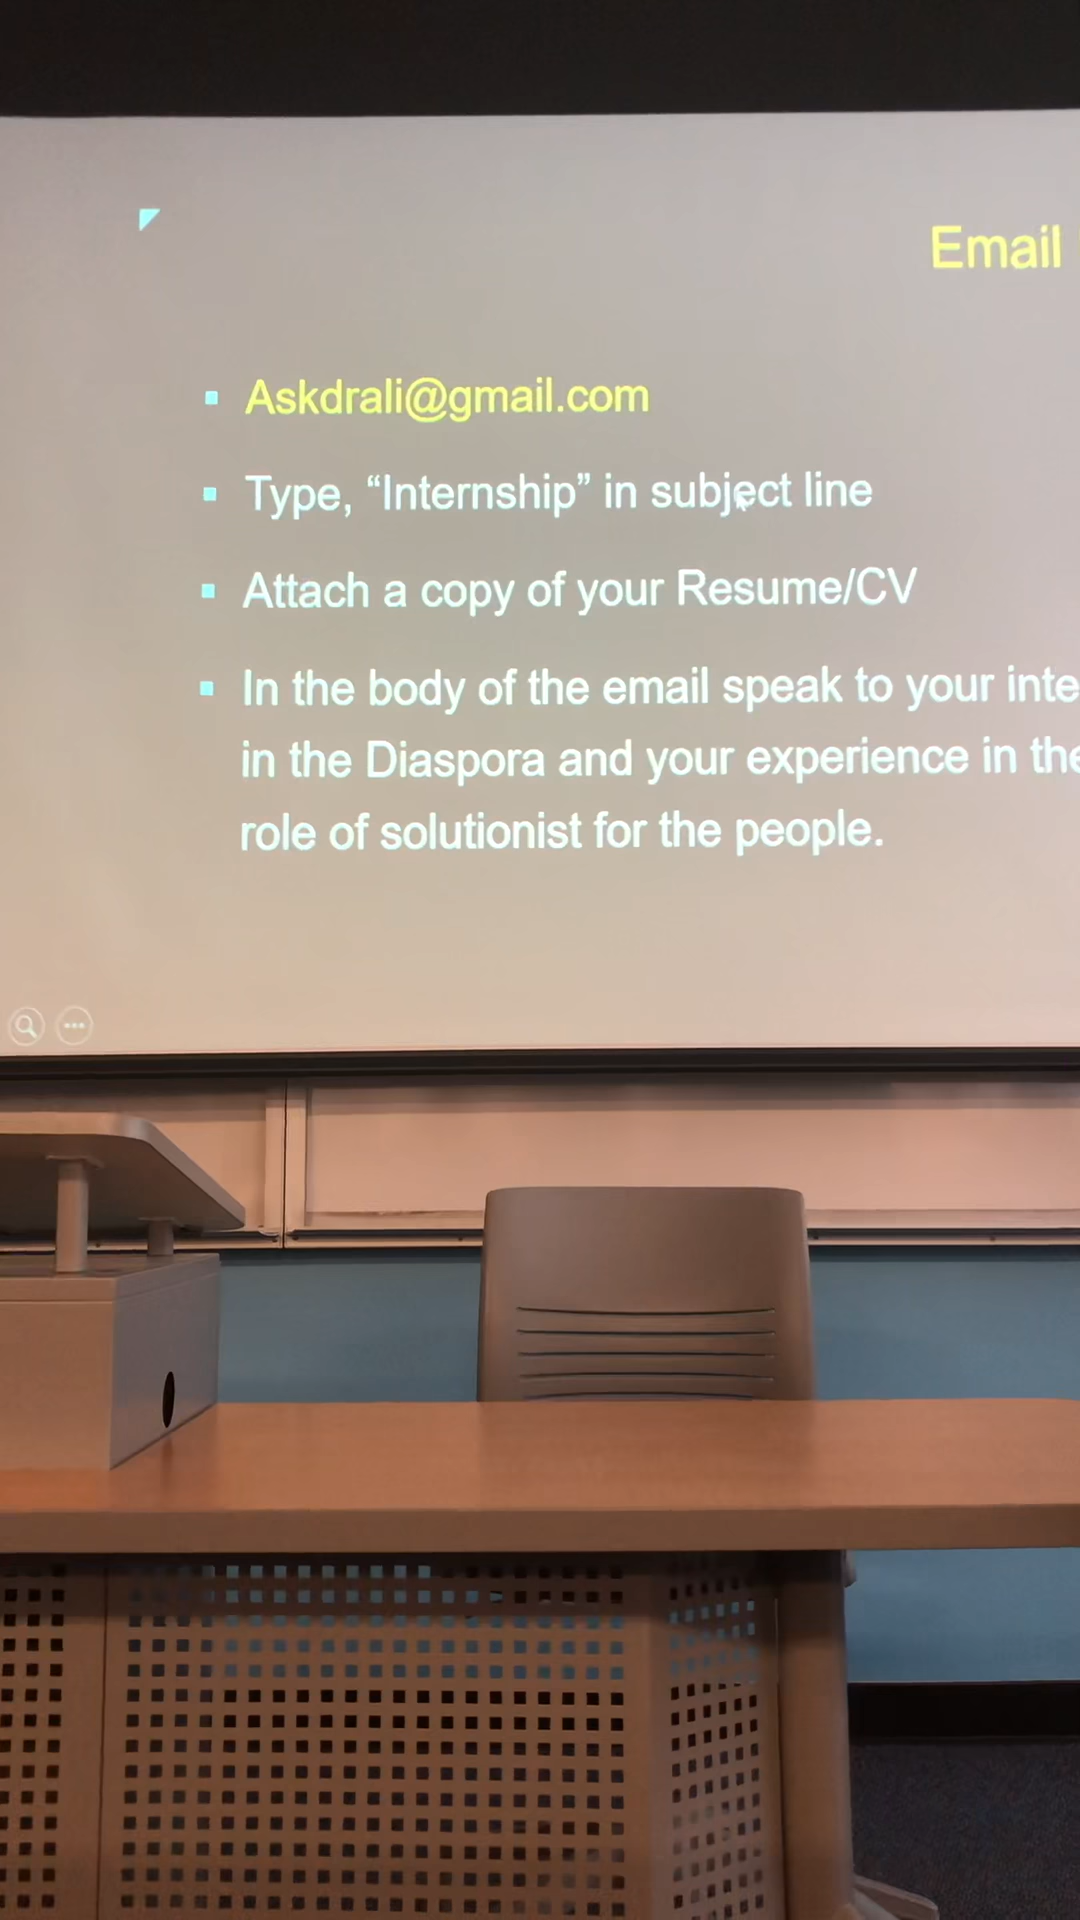 Email
Askdrali@gmail.com
Type, “Internship” in subject line
Attach a copy of your Resume/CV
In the body of the email speak to your
in the Diaspora and your experience in the
role of solutionist for the people.